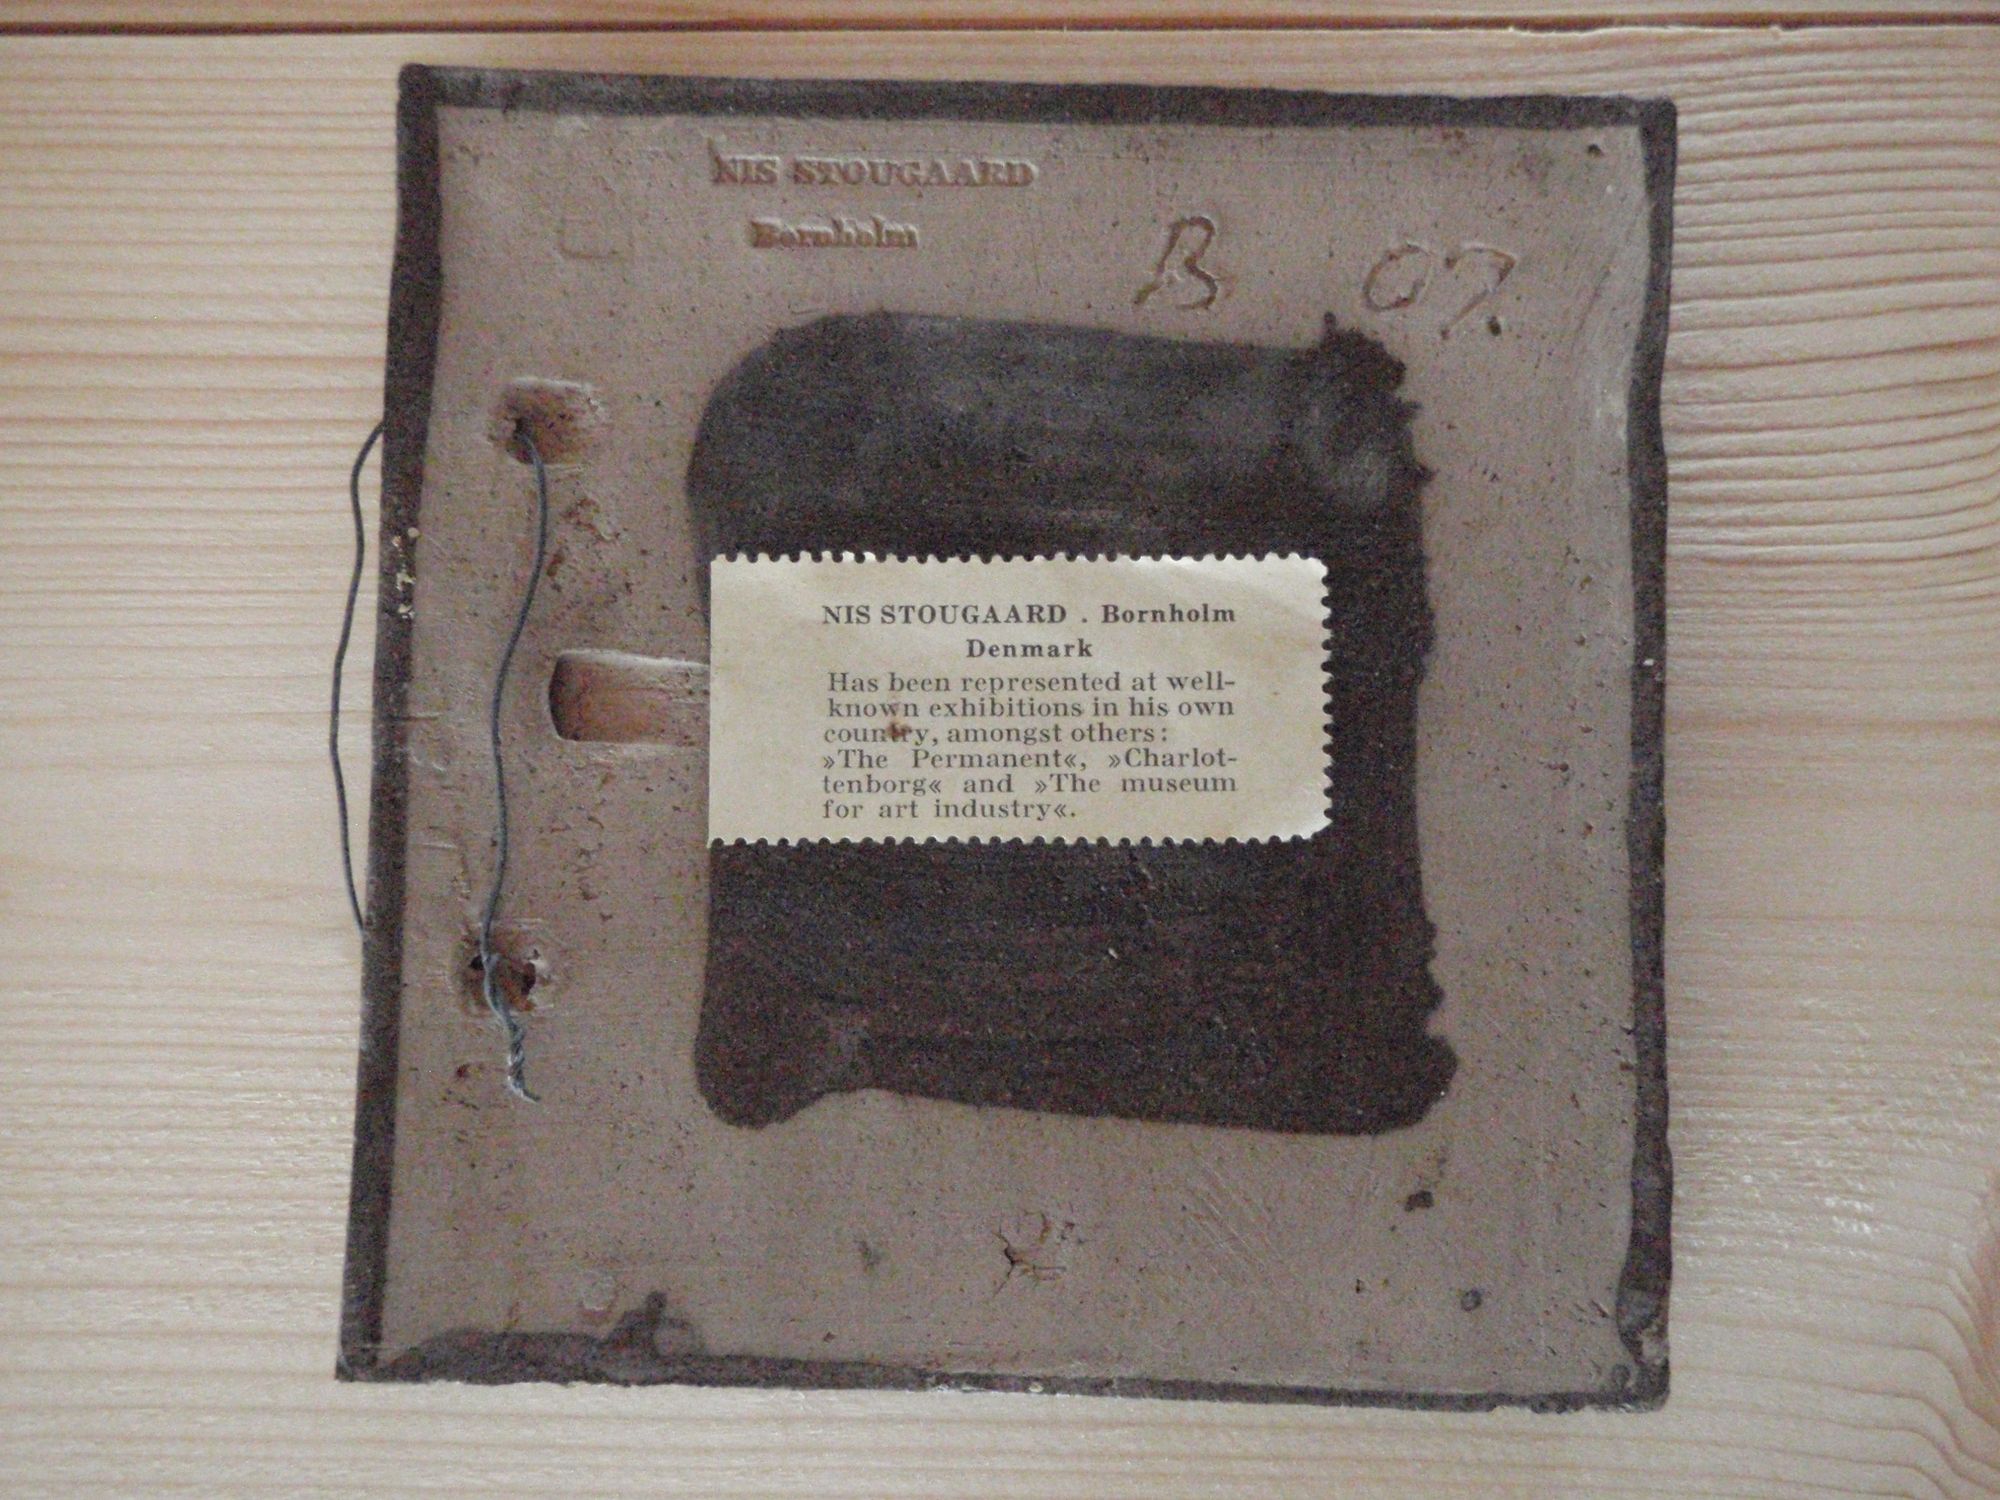 NIS STOUGAARD
Bornholm
B 07.
NIS STOUGAARD . Bornholm
Denmark
Has been represented at well-
known exhibitions in his own
country, amongst others:
»The Permanent«, »Charlot-
tenborg« and »The museum
for art industry«.